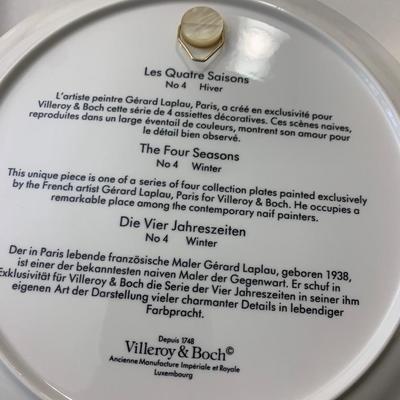 Les Quatre Saisons
No 4 Hiver
L'artiste peintre Gérard Laplau, Paris, a créé en exclusivité pour
Villeroy & Boch cette série de 4 assiettes décoratives. Ces scènes naives,
reproduites dans un large éventail de couleurs, montrent son amour pour
le détail bien observé.
The Four Seasons
No 4 Winter
This unique piece is one of a series of four collection plates painted exclusively
by the French artist Gérard Laplau, Paris for Villeroy & Boch. He occupies a
remarkable place among the contemporary naif painters.
Die Vier Jahreszeiten
No 4 Winter
Der in Paris lebende französische Maler Gérard Laplau, geboren 1938,
ist einer der bekanntesten naiven Maler der Gegenwart. Er schuf in
Exklusivität für Villeroy & Boch die Serie der Vier Jahreszeiten in seiner ihm
eigenen Art der Darstellung vieler charmanter Details in lebendiger
Farbpracht.
Depuis 1748
Villeroy & Boch©
Ancienne Manufacture Impériale et Royale
Luxembourg